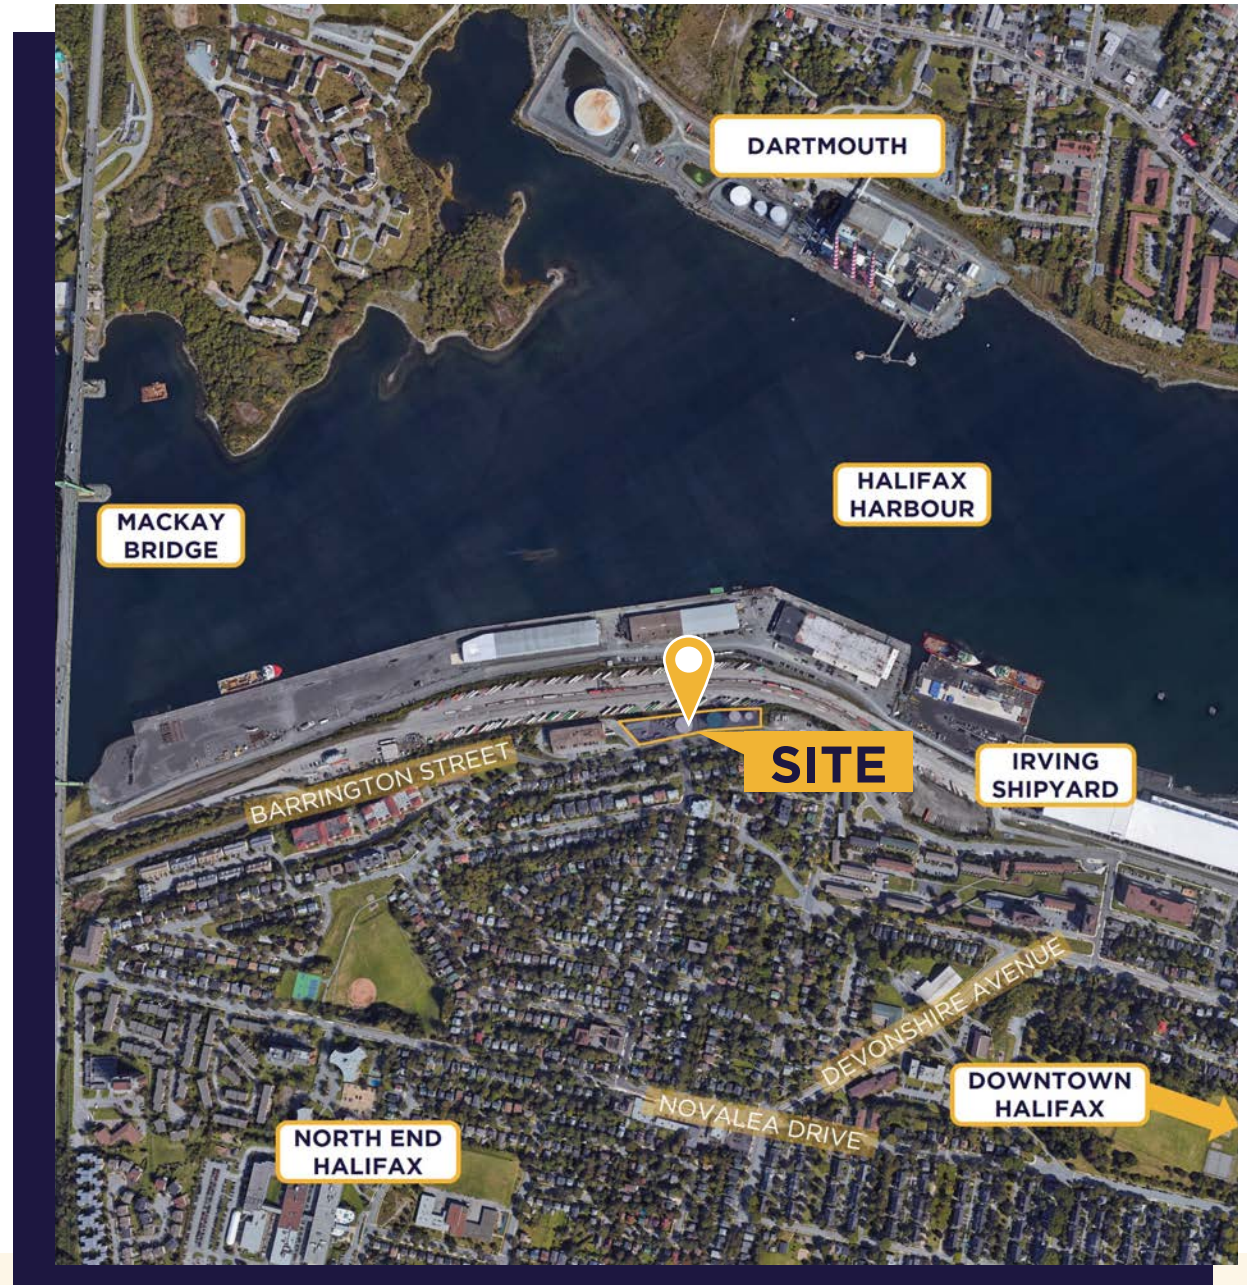 DARTMOUTH
HALIFAX
HARBOUR
MACKAY
BRIDGE
SITE
IRVING
SHIPYARD
BARRINGTON STREET
DEVONSHIRE AVENUE
DOWNTOWN
HALIFAX
NOVALEA DRIVE
NORTH END
HALIFAX